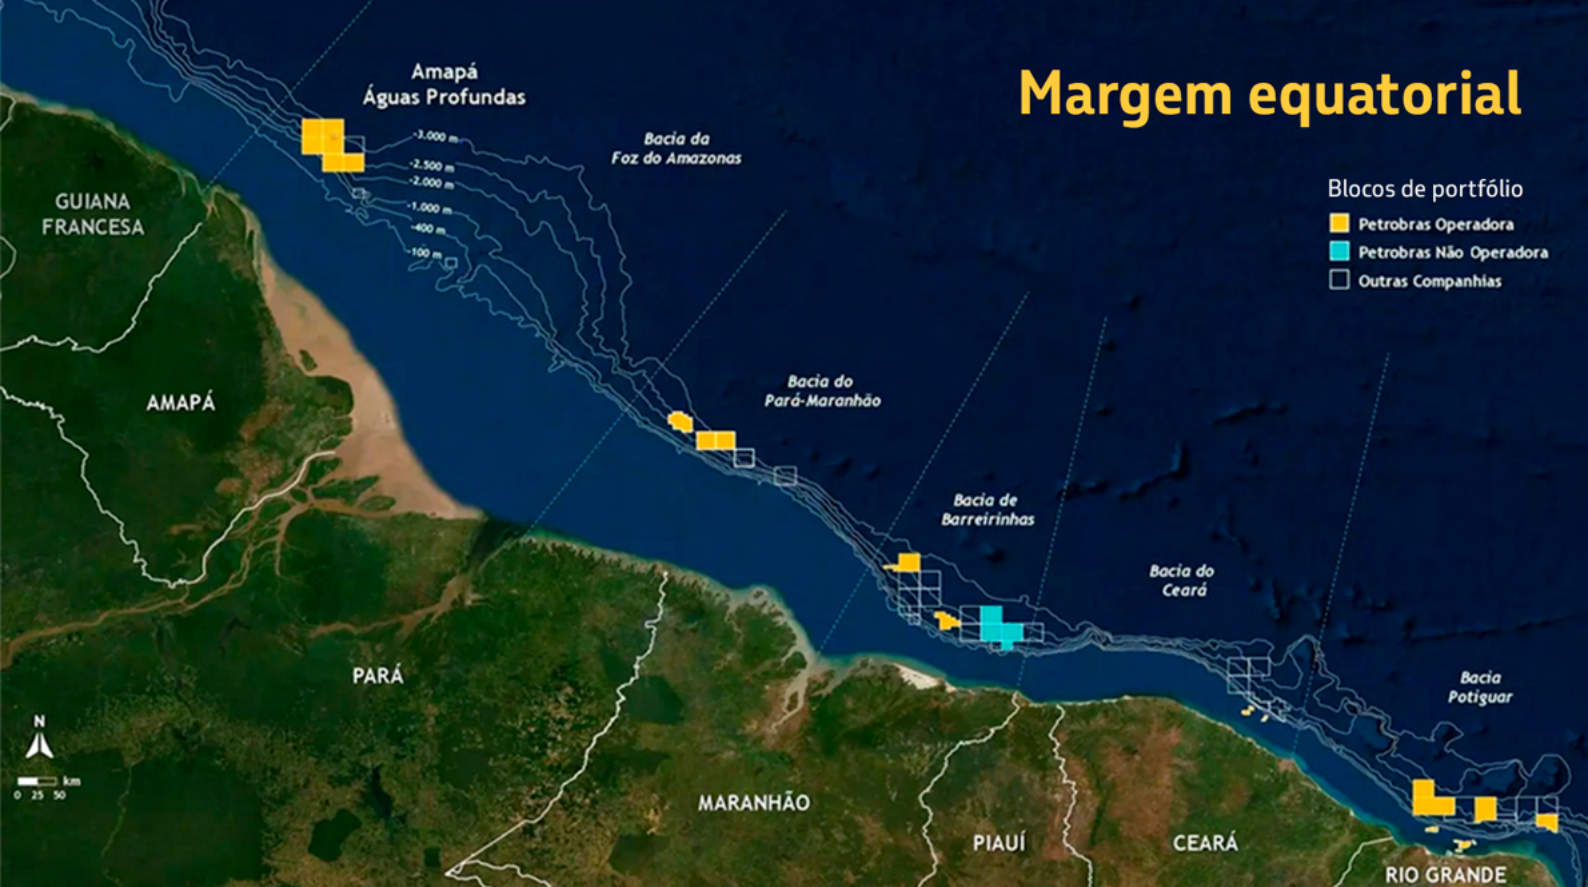 Margem equatorial
Amapá
Águas Profundas
Bacia da
Foz do Amazonas
-3.000 m
-2.500 m
-2.000 m
-1.000 m
-400 m
-100 m
Blocos de portfólio
Petrobras Operadora
Petrobras Não Operadora
Outras Companhias
GUIANA
FRANCESA
AMAPÁ
Bacia do
Pará-Maranhão
Bacia de
Barreirinhas
Bacia do
Ceará
Bacia
Potiguar
PARÁ
MARANHÃO
PIAUÍ
CEARÁ
RIO GRANDE
N
km
0 25 50